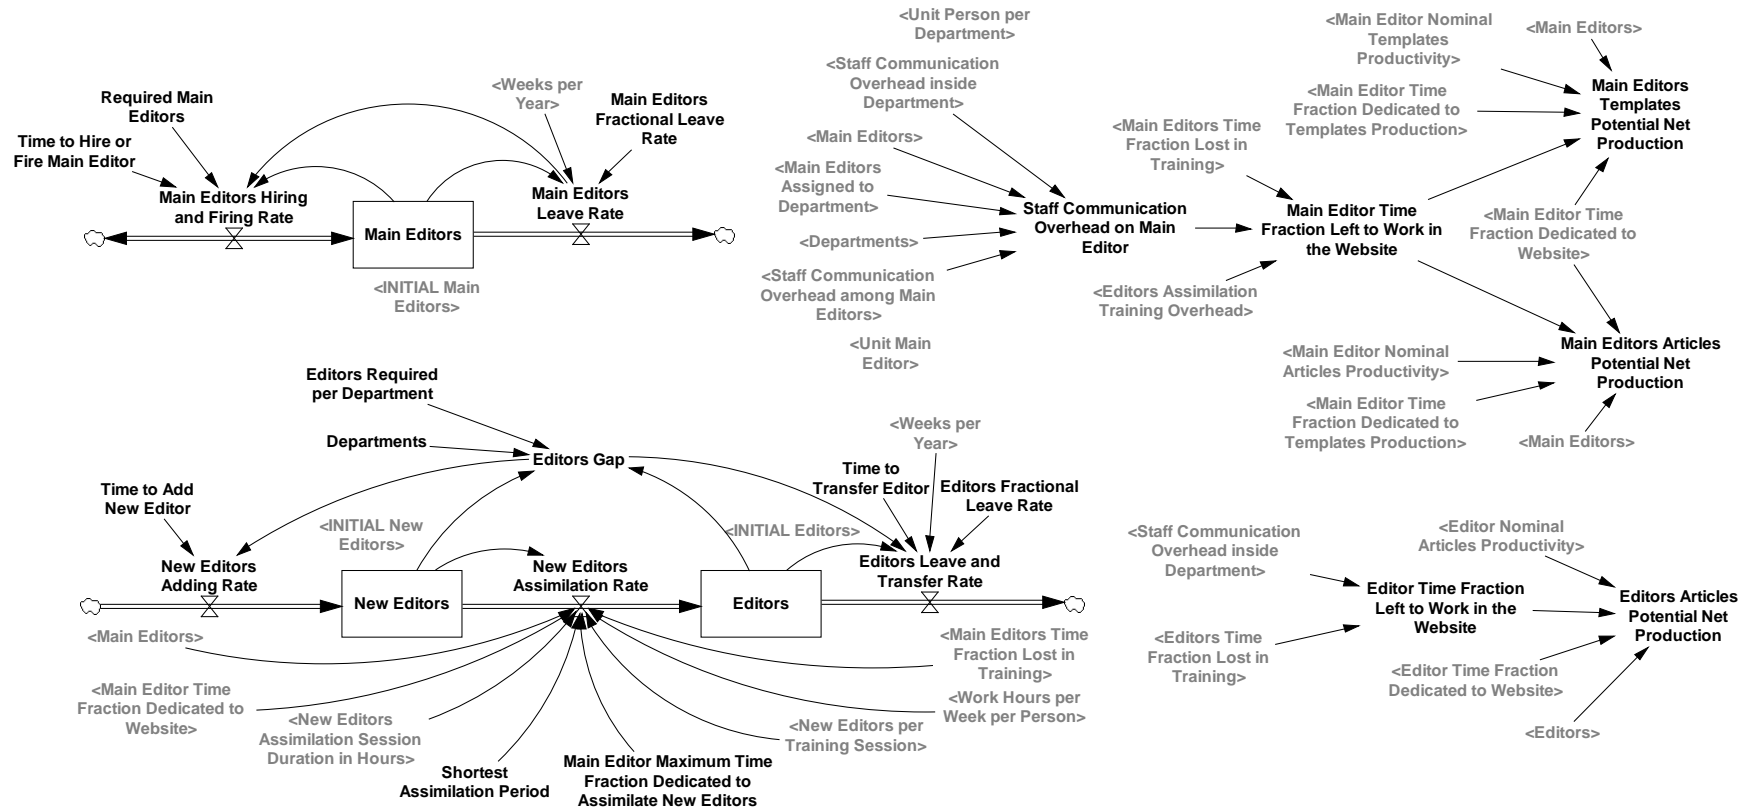 <Unit Person per
Department>
<Staff Communication
Overhead inside
Department>
<Main Editors>
<Main Editors
Assigned to
Department>
<Departments>
<Staff Communication
Overhead among Main
Editors>
<Unit Main
Editor>
Staff Communication
Overhead on Main
Editor
<Main Editors Time
Fraction Lost in
Training>
<Editors Assimilation
Training Overhead>
Main Editor Time
Fraction Left to Work in
the Website
<Main Editor Nominal
Templates
Productivity>
<Main Editors>
<Main Editor Time
Fraction Dedicated to
Templates Production>
Main Editors
Templates
Potential Net
Production
<Main Editor Time
Fraction Dedicated to
Website>
<Main Editor Nominal
Articles Productivity>
<Main Editor Time
Fraction Dedicated to
Templates Production>
<Main Editors>
Main Editors Articles
Potential Net
Production
Required Main
Editors
Time to Hire or
Fire Main Editor
Main Editors Hiring
and Firing Rate
<Weeks per
Year>
Main Editors
Fractional Leave
Rate
Main Editors
Leave Rate
Main Editors
<INITIAL Main
Editors>
Editors Required
per Department
Departments
Editors Gap
Time to Add
New Editor
<INITIAL New
Editors>
New Editors
Adding Rate
New Editors
New Editors
Assimilation Rate
<INITIAL Editors>
Editors
<Weeks per
Year>
Time to
Transfer Editor
Editors Fractional
Leave Rate
Editors Leave and
Transfer Rate
<Main Editors>
<Main Editor Time
Fraction Dedicated to
Website>
<New Editors
Assimilation Session
Duration in Hours>
Shortest
Assimilation Period
Main Editor Maximum Time
Fraction Dedicated to
Assimilate New Editors
<New Editors per
Training Session>
<Work Hours per
Week per Person>
<Main Editors Time
Fraction Lost in
Training>
<Staff Communication
Overhead inside
Department>
<Editors Time
Fraction Lost in
Training>
Editor Time Fraction
Left to Work in the
Website
<Editor Nominal
Articles Productivity>
<Editor Time Fraction
Dedicated to Website>
<Editors>
Editors Articles
Potential Net
Production